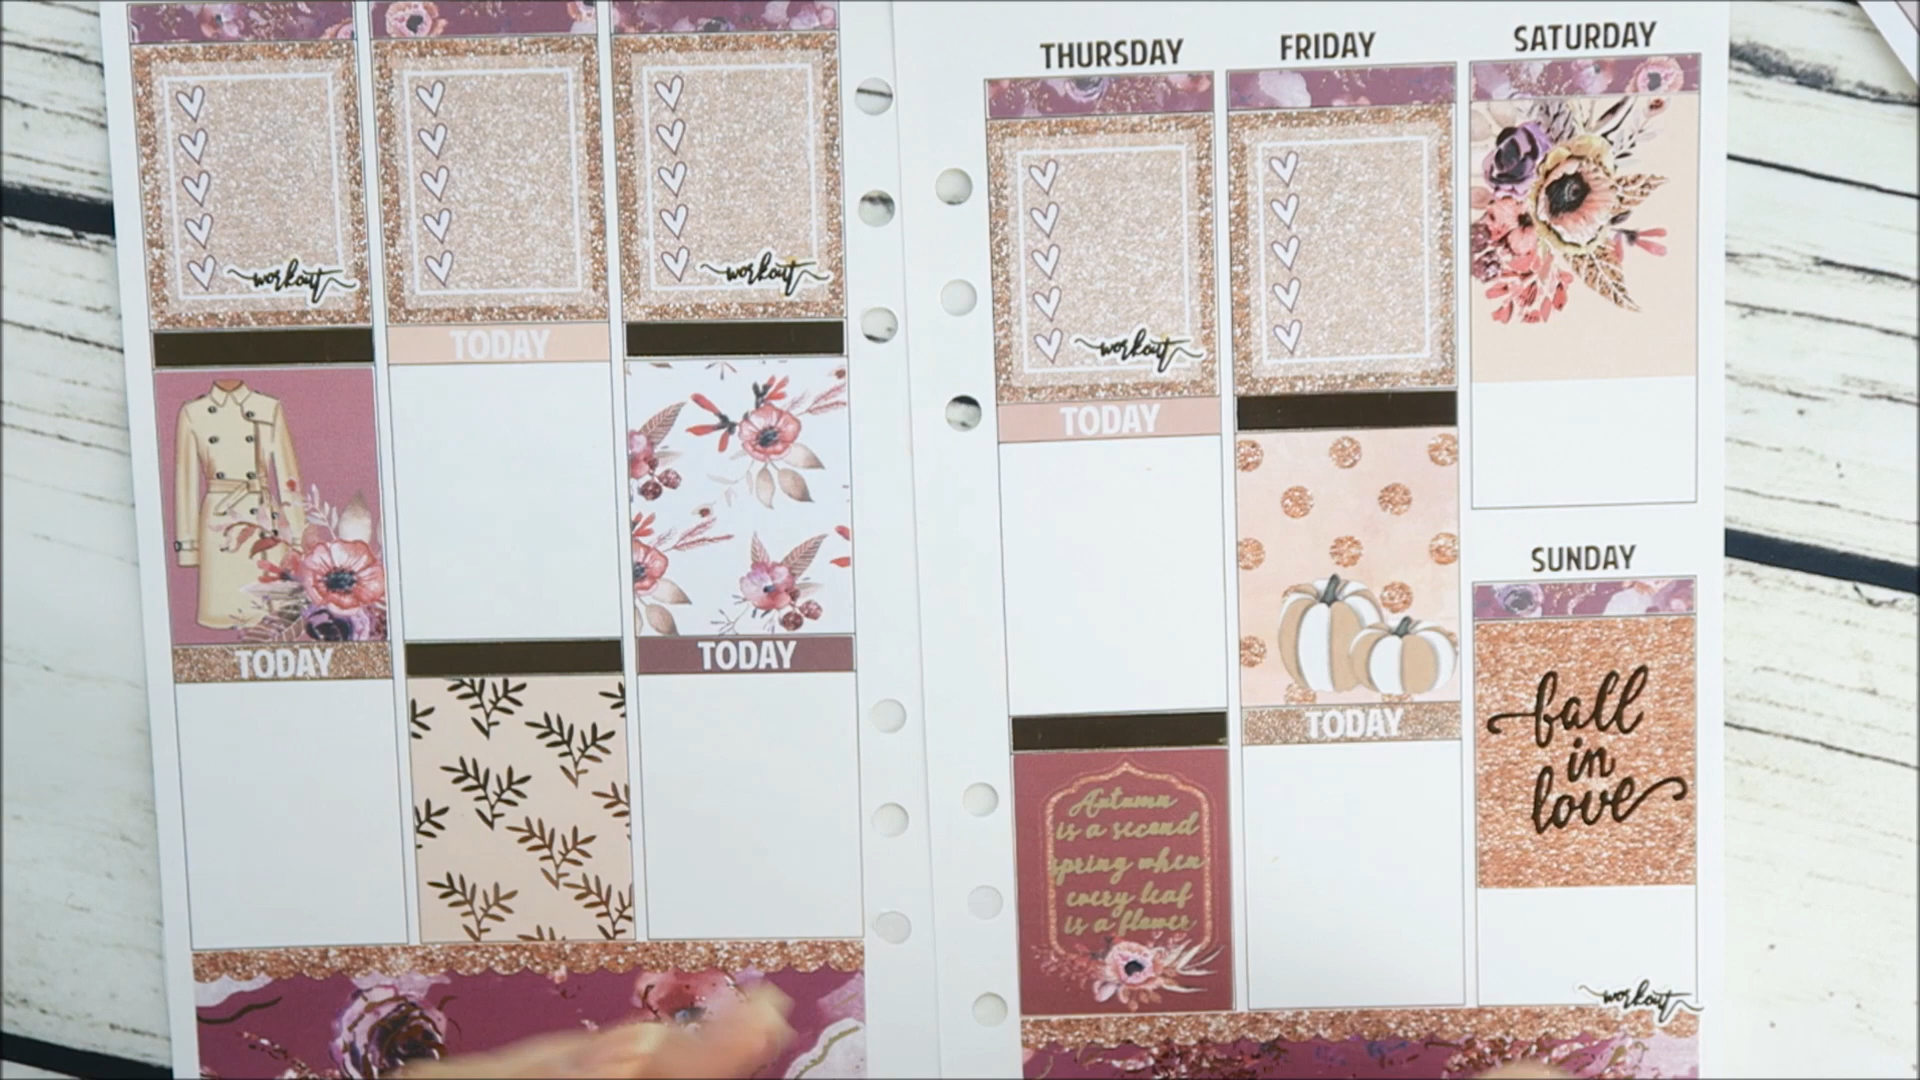 THURSDAY
FRIDAY
SATURDAY
workout
workout
workout
TODAY
TODAY
TODAY
TODAY
TODAY
SUNDAY
fall
in
love
Autumn
is a second
spring when
every leaf
is a flower
workout